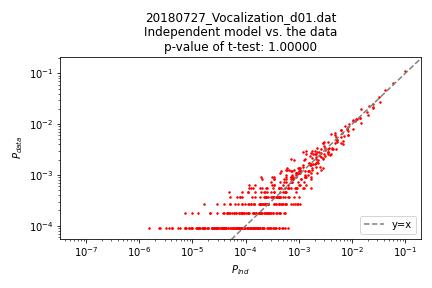 20180727_Vocalization_d01.dat
Independent model vs. the data
p-value of t-test: 1.00000
P_data
10⁻¹
10⁻²
10⁻³
10⁻⁴
y=x
10⁻⁷ 10⁻⁶ 10⁻⁵ 10⁻⁴ 10⁻³ 10⁻² 10⁻¹
P_ind